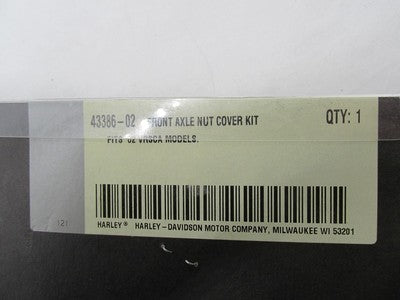 43386-02 FRONT AXLE NUT COVER KIT QTY: 1
FITS '02 VRSCA MODELS.
121
HARLEY® HARLEY-DAVIDSON MOTOR COMPANY, MILWAUKEE WI 53201